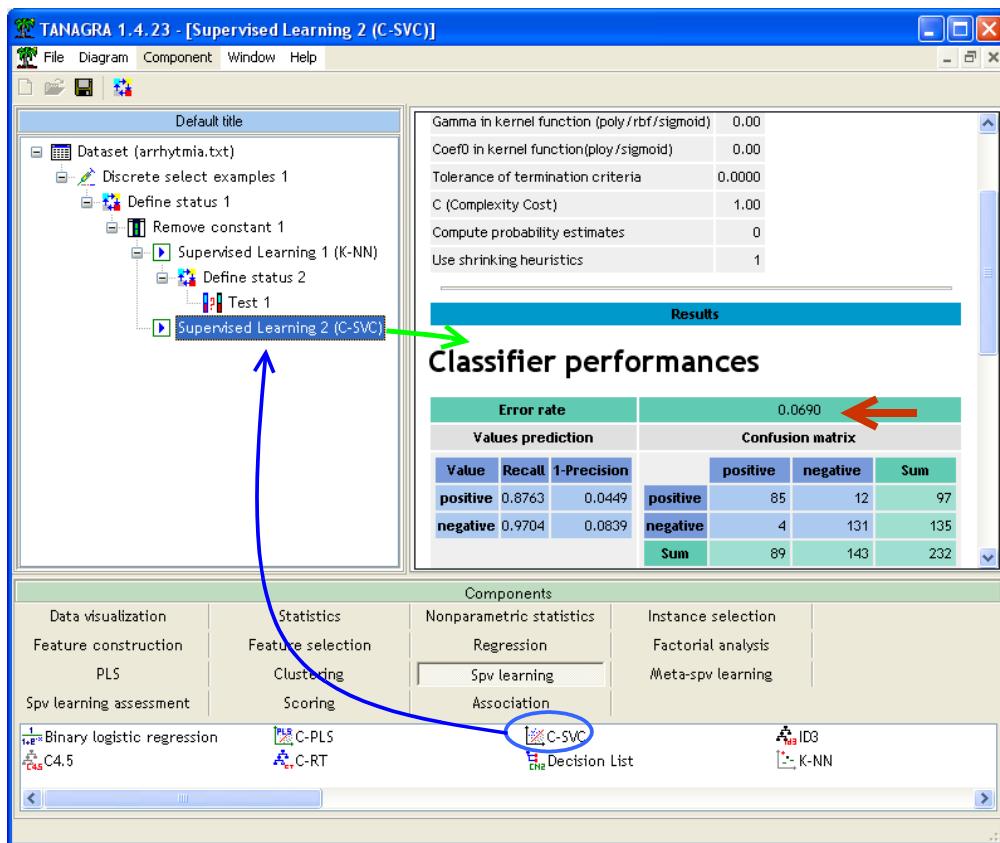 TANAGRA 1.4.23 - [Supervised Learning 2 (C-SVC)]
File Diagram Component Window Help
Default title
Dataset (arrhytmia.txt)
Discrete select examples 1
Define status 1
Remove constant 1
Supervised Learning 1 (K-NN)
Define status 2
Test 1
Supervised Learning 2 (C-SVC)
Gamma in kernel function (poly/rbf/sigmoid) 0.00
Coef0 in kernel function(ploy/sigmoid) 0.00
Tolerance of termination criteria 0.0000
C (Complexity Cost) 1.00
Compute probability estimates 0
Use shrinking heuristics 1
Results
Classifier performances
Error rate 0.0690
Values prediction Confusion matrix
Value Recall 1-Precision positive negative Sum
positive 0.8763 0.0449 positive 85 12 97
negative 0.9704 0.0839 negative 4 131 135
Sum 89 143 232
Components
Data visualization Statistics Nonparametric statistics Instance selection
Feature construction Feature selection Regression Factorial analysis
PLS Clustering Spv learning Meta-spv learning
Spv learning assessment Scoring Association
Binary logistic regression C-PLS C-SVC ID3
C4.5 C-RT Decision List K-NN